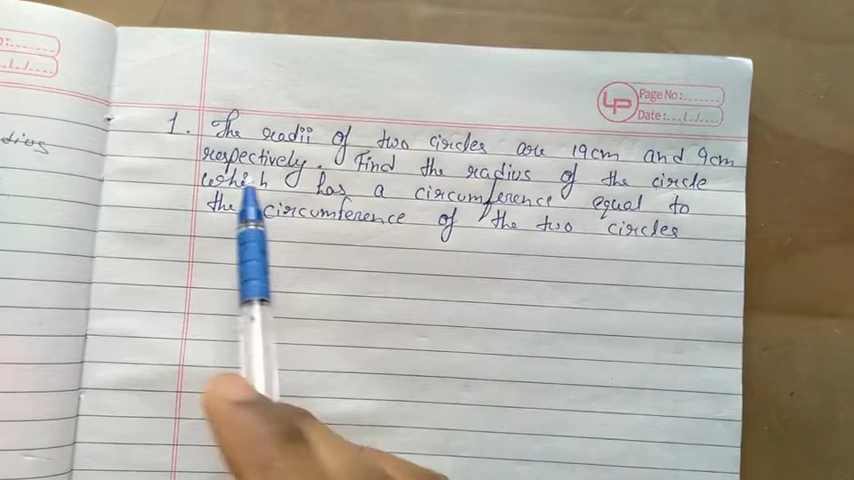 LP Page No:
Date:
1. The radii of two circles are 19cm and 9cm
respectively. Find the radius of the circle
which has a circumference equal to
the circumference of the two circles